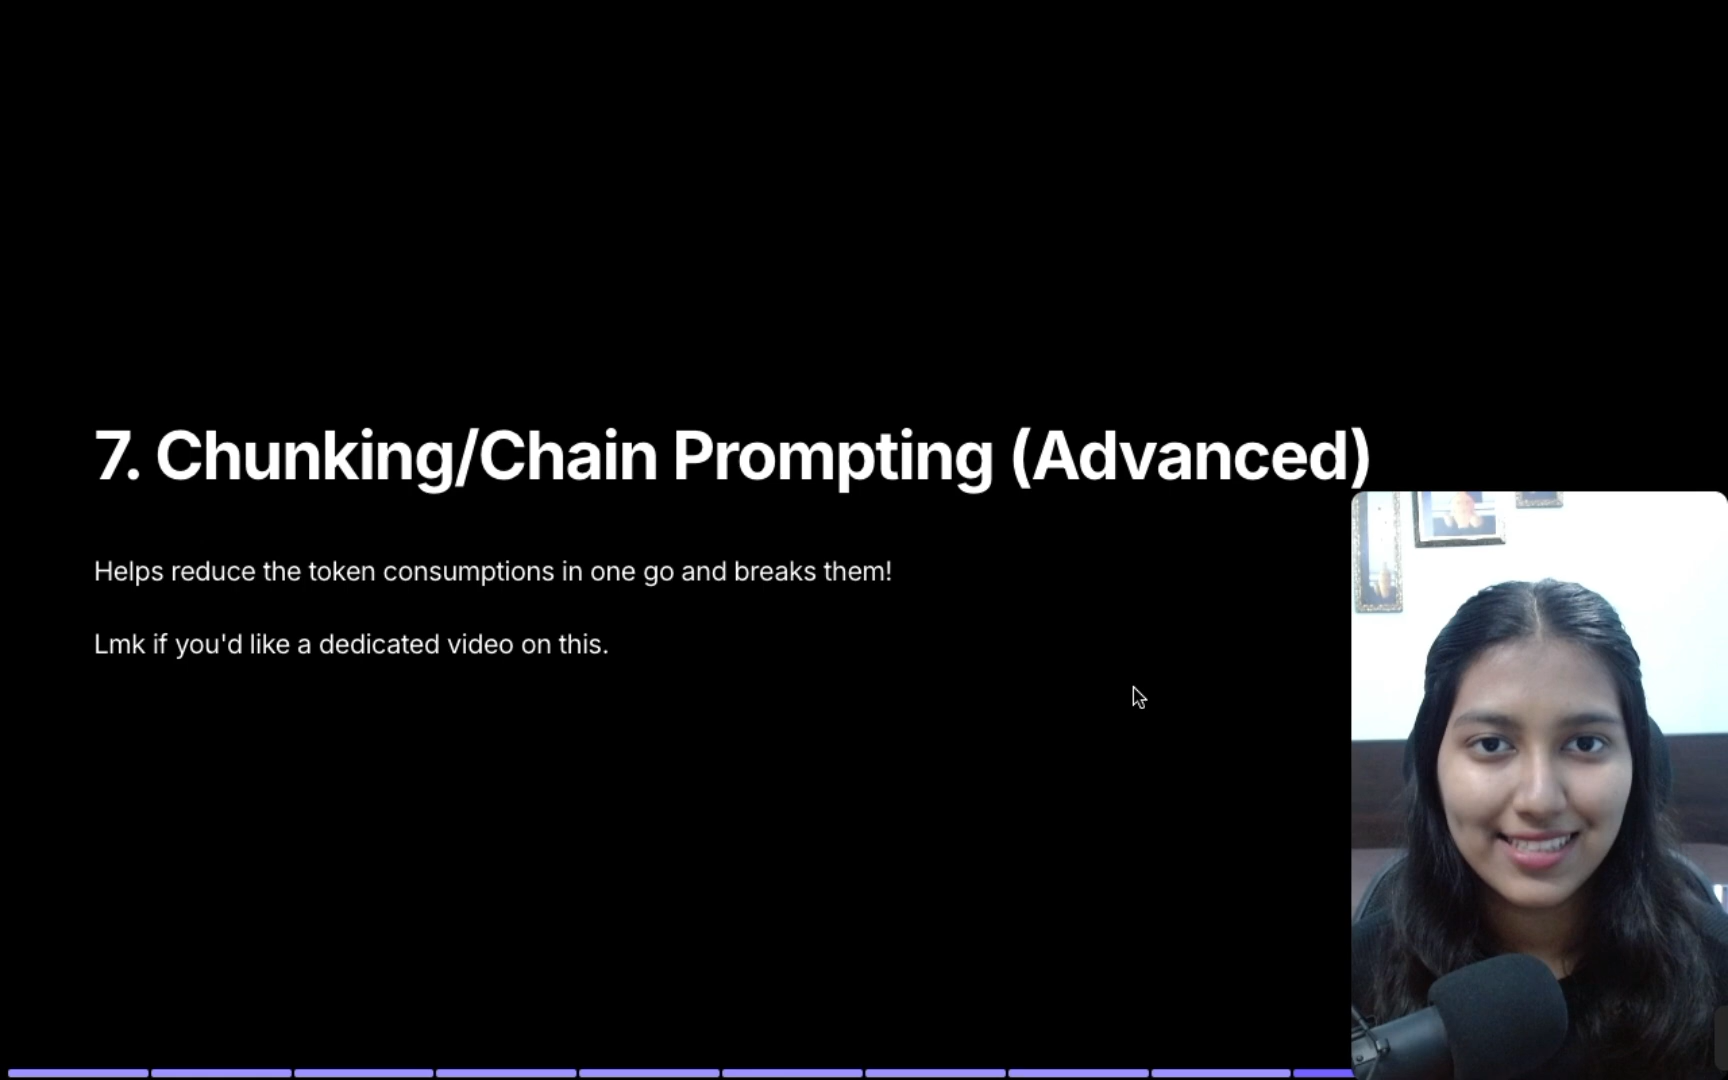 7. Chunking/Chain Prompting (Advanced)
Helps reduce the token consumptions in one go and breaks them!
Lmk if you'd like a dedicated video on this.